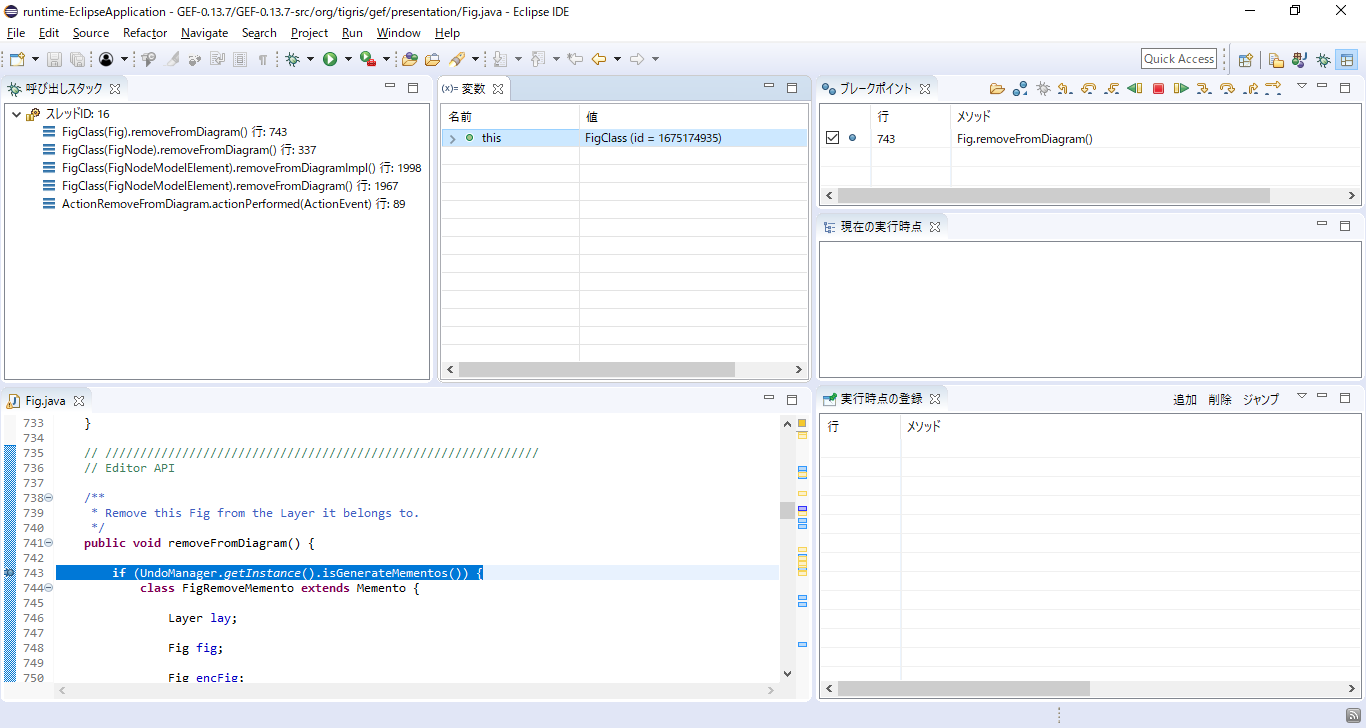 runtime-EclipseApplication - GEF-0.13.7/GEF-0.13.7-src/org/tigris/gef/presentation/Fig.java - Eclipse IDE
File Edit Source Refactor Navigate Search Project Run Window Help
Quick Access
呼び出しスタック
スレッドID: 16
FigClass(Fig).removeFromDiagram() 行: 743
FigClass(FigNode).removeFromDiagram() 行: 337
FigClass(FigNodeModelElement).removeFromDiagramImpl() 行: 1998
FigClass(FigNodeModelElement).removeFromDiagram() 行: 1967
ActionRemoveFromDiagram.actionPerformed(ActionEvent) 行: 89
(x)= 変数
名前 値
this FigClass (id = 1675174935)
ブレークポイント
行 メソッド
743 Fig.removeFromDiagram()
現在の実行時点
Fig.java
733 }
734
735 // //////////////////////////////////////////////////////////////
736 // Editor API
737
738 /**
739 * Remove this Fig from the Layer it belongs to.
740 */
741 public void removeFromDiagram() {
742
743 if (UndoManager.getInstance().isGenerateMementos()) {
744 class FigRemoveMemento extends Memento {
745
746 Layer lay;
747
748 Fig fig;
749
750 Fig encFig;
実行時点の登録 追加 削除 ジャンプ
行 メソッド